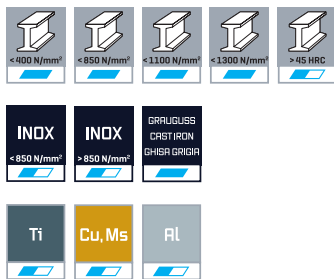 <400 N/mm² <850 N/mm² <1100 N/mm² <1300 N/mm² >45 HRC
INOX INOX GRAUGUSS
CAST IRON
GHISA GRIGIA
<850 N/mm² >850 N/mm²
Ti Cu, Ms Al